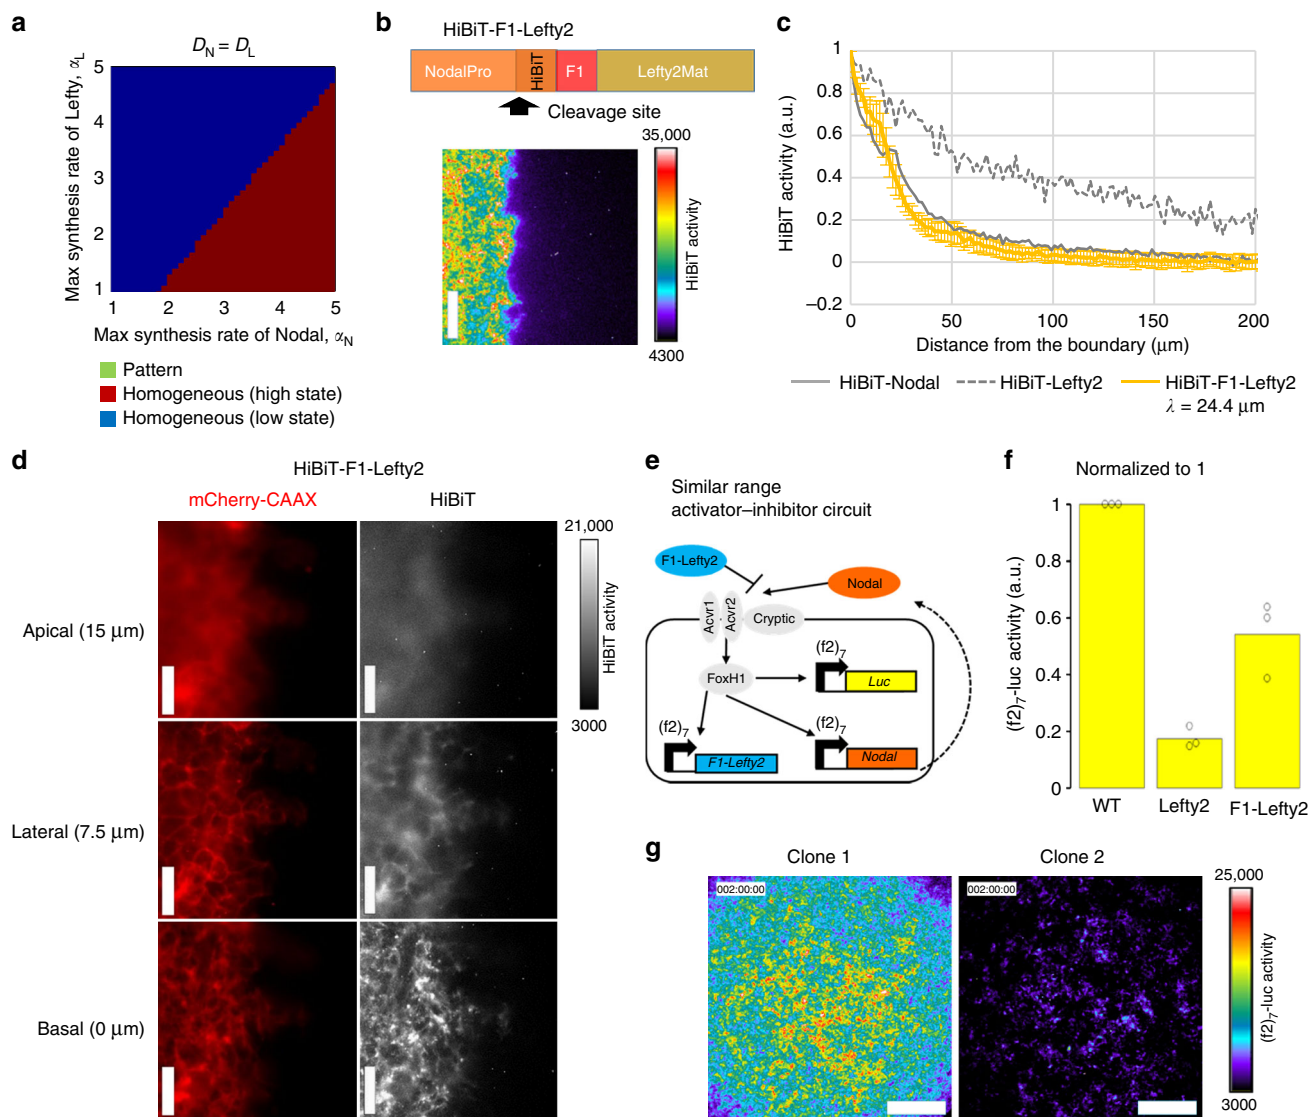 a
D_N = D_L
Max synthesis rate of Lefty, α_L
5
4
3
2
1
1 2 3 4 5
Max synthesis rate of Nodal, α_N
Pattern
Homogeneous (high state)
Homogeneous (low state)
b
HiBiT-F1-Lefty2
NodalPro HiBiT F1 Lefty2Mat
Cleavage site
35,000
HiBiT activity
4300
c
HiBiT activity (a.u.)
1
0.8
0.6
0.4
0.2
0
−0.2
0 50 100 150 200
Distance from the boundary (μm)
HiBiT-Nodal HiBiT-Lefty2 HiBiT-F1-Lefty2
λ = 24.4 μm
d
HiBiT-F1-Lefty2
mCherry-CAAX HiBiT
21,000
HiBiT activity
3000
Apical (15 μm)
Lateral (7.5 μm)
Basal (0 μm)
e
Similar range
activator–inhibitor circuit
F1-Lefty2
Nodal
Acvr1
Acvr2
Cryptic
FoxH1
(f2)7
Luc
(f2)7
F1-Lefty2
(f2)7
Nodal
f
Normalized to 1
(f2)7-luc activity (a.u.)
1
0.8
0.6
0.4
0.2
0
WT Lefty2 F1-Lefty2
g
Clone 1 Clone 2
002:00:00 002:00:00
25,000
(f2)7-luc activity
3000